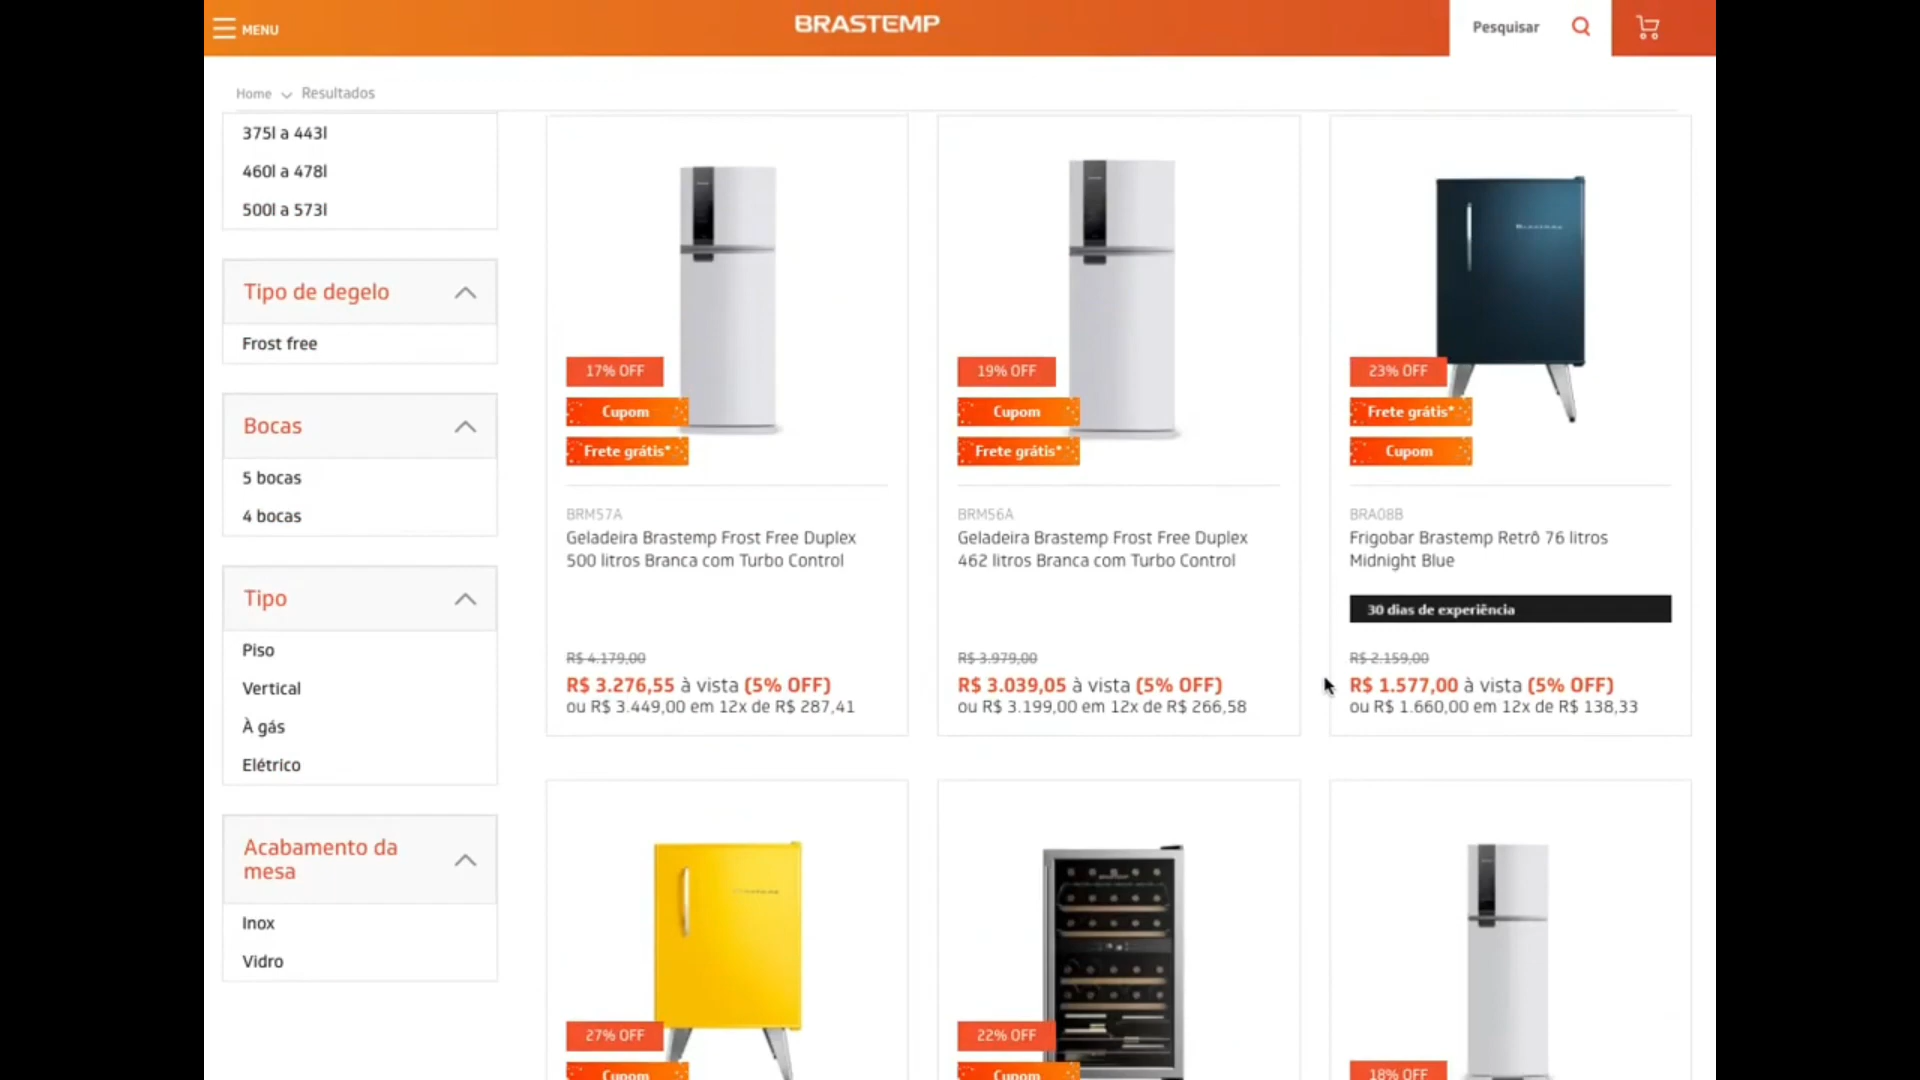 MENU
BRASTEMP
Pesquisar
Home
Resultados
375l a 443l
460l a 478l
500l a 573l
Tipo de degelo
Frost free
Bocas
5 bocas
4 bocas
Tipo
Piso
Vertical
À gás
Elétrico
Acabamento da
mesa
Inox
Vidro
17% OFF
Cupom
Frete grátis*
BRM57A
Geladeira Brastemp Frost Free Duplex
500 litros Branca com Turbo Control
R$ 4.179,00
R$ 3.276,55 à vista (5% OFF)
ou R$ 3.449,00 em 12x de R$ 287,41
19% OFF
Cupom
Frete grátis*
BRM56A
Geladeira Brastemp Frost Free Duplex
462 litros Branca com Turbo Control
R$ 3.979,00
R$ 3.039,05 à vista (5% OFF)
ou R$ 3.199,00 em 12x de R$ 266,58
Brastemp
23% OFF
Frete grátis*
Cupom
BRA08B
Frigobar Brastemp Retrô 76 litros
Midnight Blue
30 dias de experiência
R$ 2.159,00
R$ 1.577,00 à vista (5% OFF)
ou R$ 1.660,00 em 12x de R$ 138,33
27% OFF
Cupom
BRASTEMP
22% OFF
Cupom
18% OFF